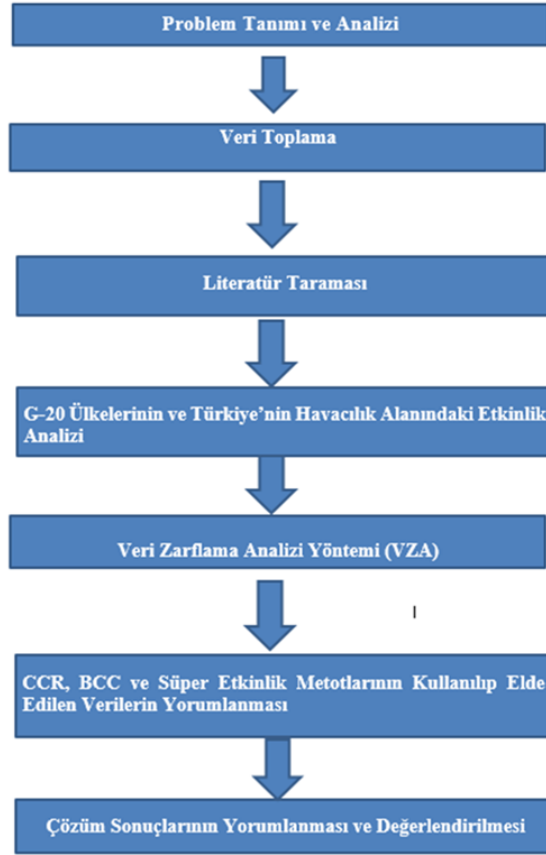 Problem Tanımı ve Analizi
Veri Toplama
Literatür Taraması
G-20 Ülkelerinin ve Türkiye'nin Havacılık Alanındaki Etkinlik
Analizi
Veri Zarflama Analizi Yöntemi (VZA)
CCR, BCC ve Süper Etkinlik Metotlarının Kullanılıp Elde
Edilen Verilerin Yorumlanması
Çözüm Sonuçlarının Yorumlanması ve Değerlendirilmesi